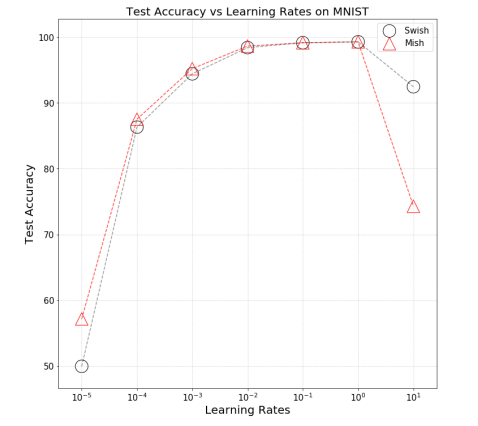 Test Accuracy vs Learning Rates on MNIST
Swish
Mish
Test Accuracy
100
90
80
70
60
50
10⁻⁵ 10⁻⁴ 10⁻³ 10⁻² 10⁻¹ 10⁰ 10¹
Learning Rates